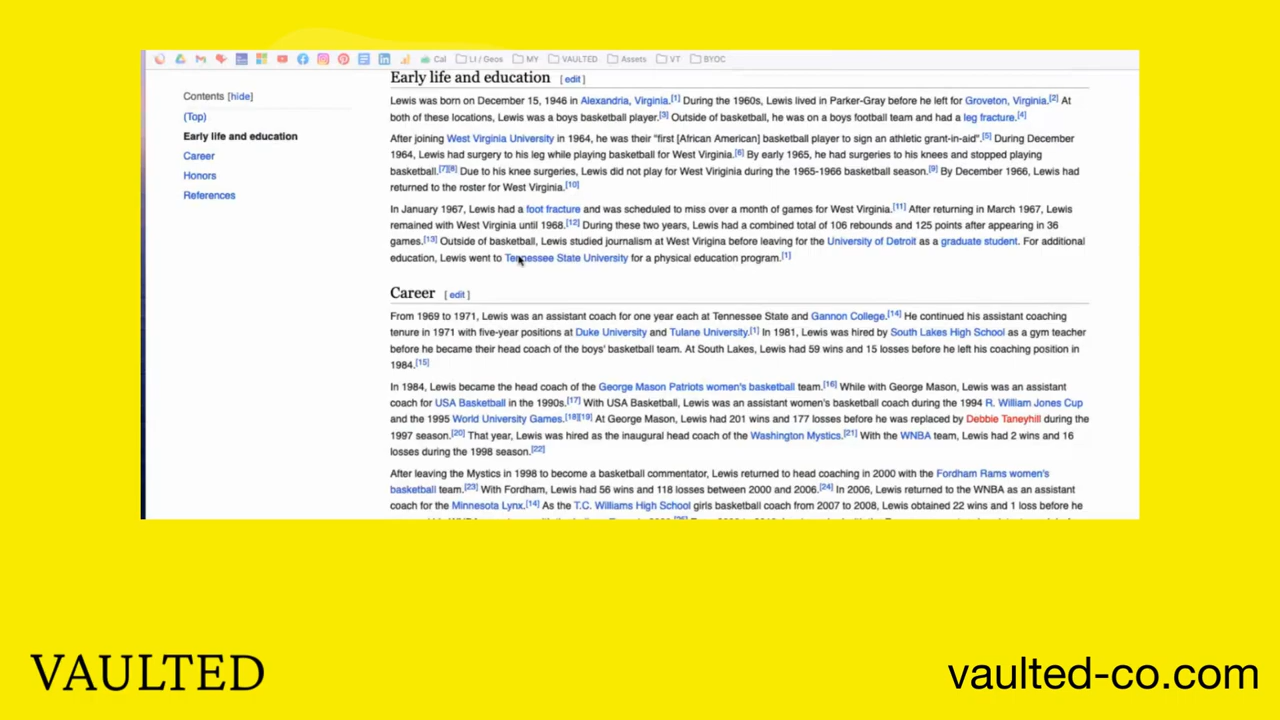 Cal LI / Geos MY VAULTED Assets VT BYOC
Contents [hide]
(Top)
Early life and education
Career
Honors
References
Early life and education [ edit ]
Lewis was born on December 15, 1946 in Alexandria, Virginia.[1] During the 1960s, Lewis lived in Parker-Gray before he left for Groveton, Virginia.[2] At
both of these locations, Lewis was a boys basketball player.[3] Outside of basketball, he was on a boys football team and had a leg fracture.[4]
After joining West Virginia University in 1964, he was their "first [African American] basketball player to sign an athletic grant-in-aid".[5] During December
1964, Lewis had surgery to his leg while playing basketball for West Virginia.[6] By early 1965, he had surgeries to his knees and stopped playing
basketball.[7][8] Due to his knee surgeries, Lewis did not play for West Virginia during the 1965-1966 basketball season.[9] By December 1966, Lewis had
returned to the roster for West Virginia.[10]
In January 1967, Lewis had a foot fracture and was scheduled to miss over a month of games for West Virginia.[11] After returning in March 1967, Lewis
remained with West Virginia until 1968.[12] During these two years, Lewis had a combined total of 106 rebounds and 125 points after appearing in 36
games.[13] Outside of basketball, Lewis studied journalism at West Virigina before leaving for the University of Detroit as a graduate student. For additional
education, Lewis went to Tennessee State University for a physical education program.[1]
Career [ edit ]
From 1969 to 1971, Lewis was an assistant coach for one year each at Tennessee State and Gannon College.[14] He continued his assistant coaching
tenure in 1971 with five-year positions at Duke University and Tulane University.[1] In 1981, Lewis was hired by South Lakes High School as a gym teacher
before he became their head coach of the boys' basketball team. At South Lakes, Lewis had 59 wins and 15 losses before he left his coaching position in
1984.[15]
In 1984, Lewis became the head coach of the George Mason Patriots women's basketball team.[16] While with George Mason, Lewis was an assistant
coach for USA Basketball in the 1990s.[17] With USA Basketball, Lewis was an assistant women's basketball coach during the 1994 R. William Jones Cup
and the 1995 World University Games.[18][19] At George Mason, Lewis had 201 wins and 177 losses before he was replaced by Debbie Taneyhill during the
1997 season.[20] That year, Lewis was hired as the inaugural head coach of the Washington Mystics.[21] With the WNBA team, Lewis had 2 wins and 16
losses during the 1998 season.[22]
After leaving the Mystics in 1998 to become a basketball commentator, Lewis returned to head coaching in 2000 with the Fordham Rams women's
basketball team.[23] With Fordham, Lewis had 56 wins and 118 losses between 2000 and 2006.[24] In 2006, Lewis returned to the WNBA as an assistant
coach for the Minnesota Lynx.[14] As the T.C. Williams High School girls basketball coach from 2007 to 2008, Lewis obtained 22 wins and 1 loss before he
VAULTED
vaulted-co.com